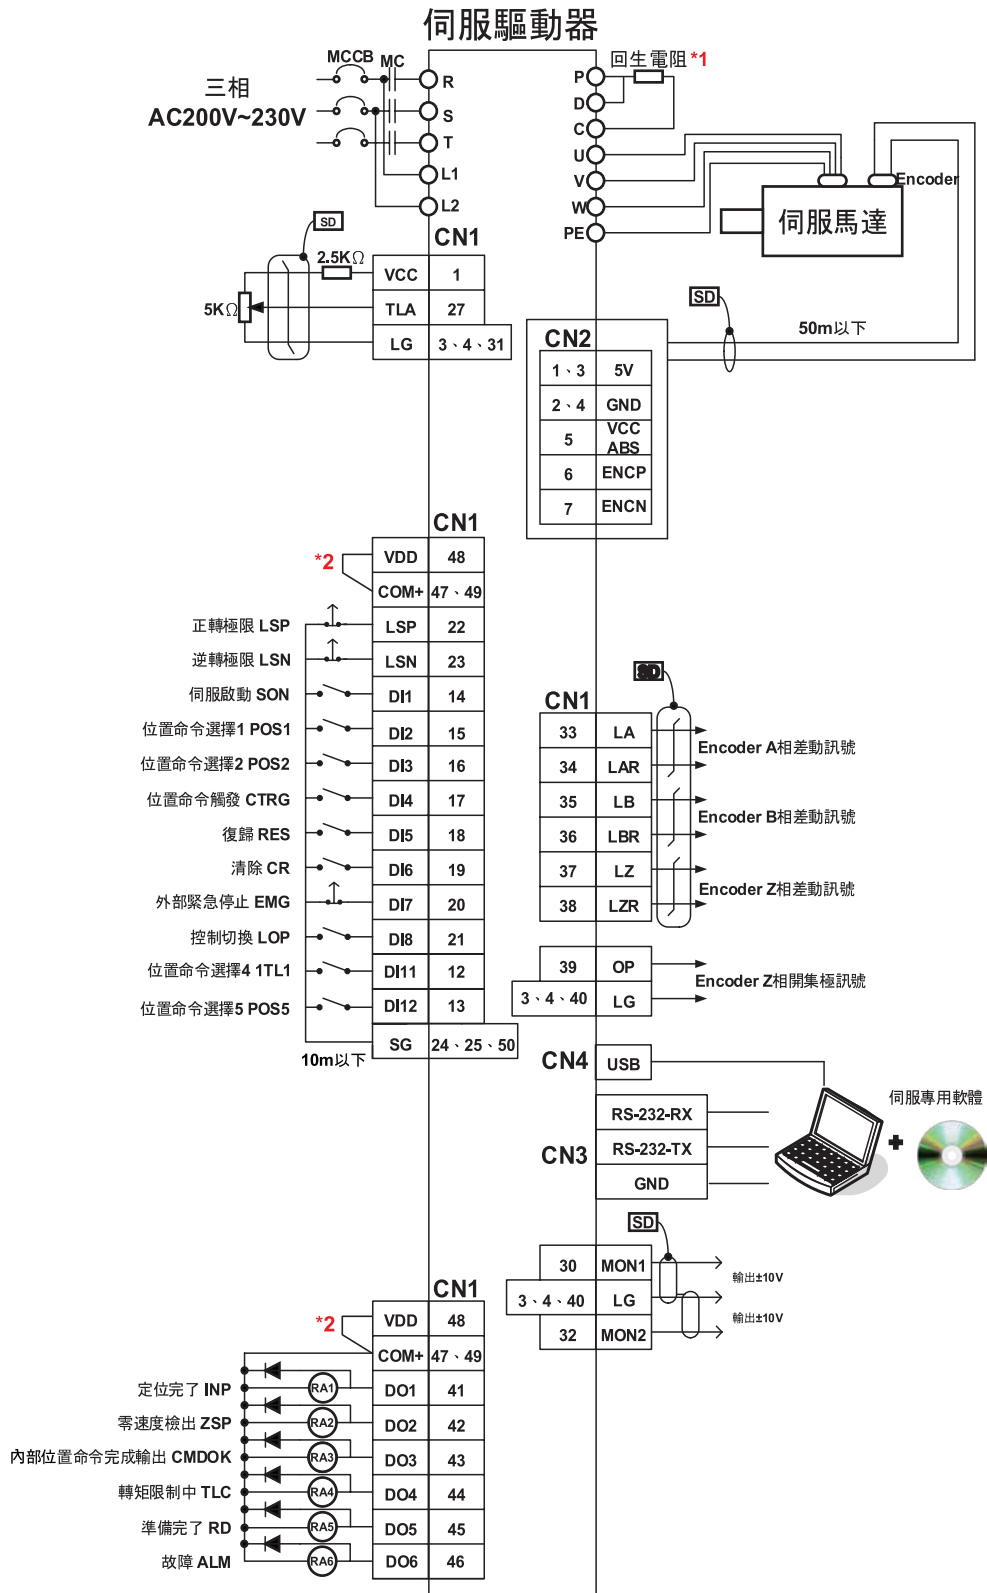 伺服驅動器
MCCB MC
三相
AC200V~230V
R
S
T
L1
L2
回生電阻 *1
P
D
C
U
V
W
PE
Encoder
伺服馬達
SD
50m以下
SD
CN1
2.5KΩ
5KΩ
VCC 1
TLA 27
LG 3、4、31
CN2
1、3 5V
2、4 GND
5 VCC ABS
6 ENCP
7 ENCN
CN1
*2
VDD 48
COM+ 47、49
正轉極限 LSP LSP 22
逆轉極限 LSN LSN 23
伺服啟動 SON DI1 14
位置命令選擇1 POS1 DI2 15
位置命令選擇2 POS2 DI3 16
位置命令觸發 CTRG DI4 17
復歸 RES DI5 18
清除 CR DI6 19
外部緊急停止 EMG DI7 20
控制切換 LOP DI8 21
位置命令選擇4 1TL1 DI11 12
位置命令選擇5 POS5 DI12 13
SG 24、25、50
10m以下
SD
CN1
33 LA
34 LAR
Encoder A相差動訊號
35 LB
36 LBR
Encoder B相差動訊號
37 LZ
38 LZR
Encoder Z相差動訊號
39 OP
3、4、40 LG
Encoder Z相開集極訊號
CN4 USB
CN3
RS-232-RX
RS-232-TX
GND
伺服專用軟體
SD
30 MON1
輸出±10V
3、4、40 LG
輸出±10V
32 MON2
CN1
*2
VDD 48
COM+ 47、49
定位完了 INP RA1 DO1 41
零速度檢出 ZSP RA2 DO2 42
內部位置命令完成輸出 CMDOK RA3 DO3 43
轉矩限制中 TLC RA4 DO4 44
準備完了 RD RA5 DO5 45
故障 ALM RA6 DO6 46